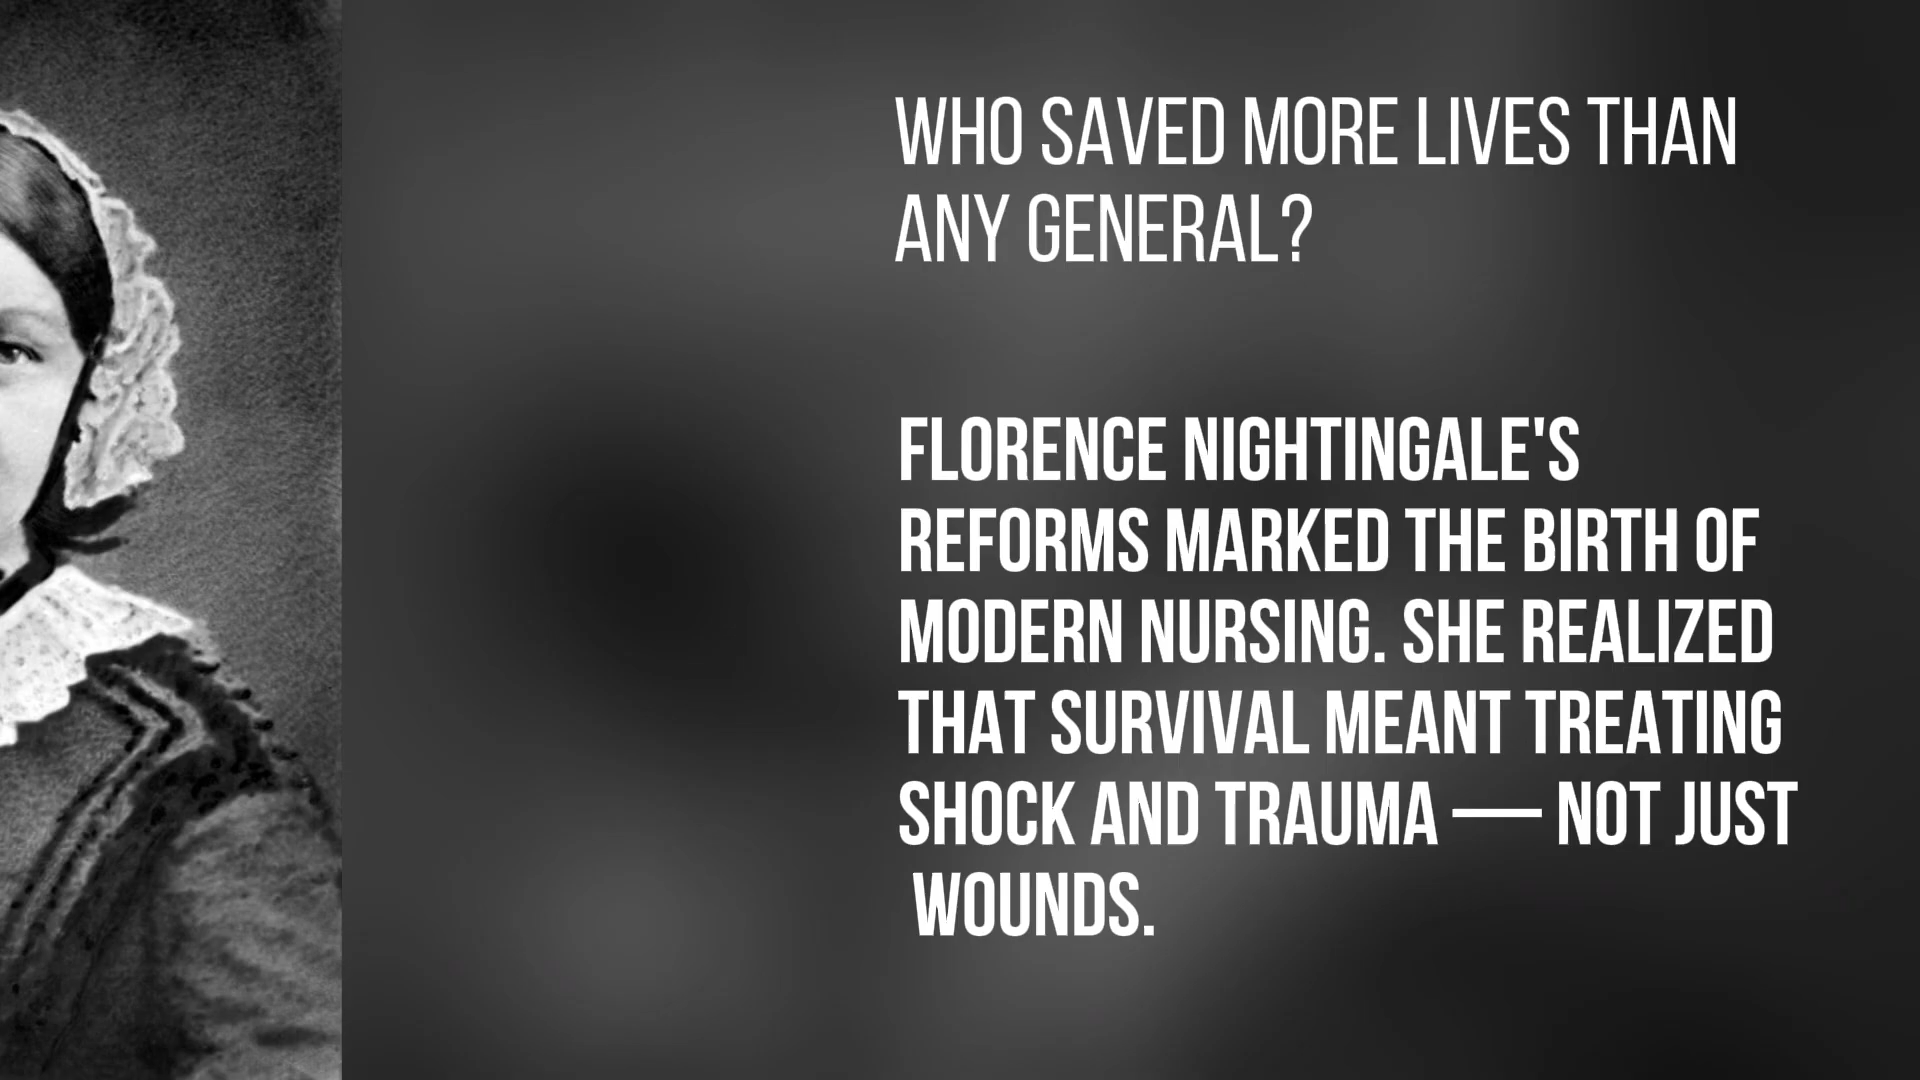 WHO SAVED MORE LIVES THAN
ANY GENERAL?
FLORENCE NIGHTINGALE'S
REFORMS MARKED THE BIRTH OF
MODERN NURSING. SHE REALIZED
THAT SURVIVAL MEANT TREATING
SHOCK AND TRAUMA — NOT JUST
WOUNDS.